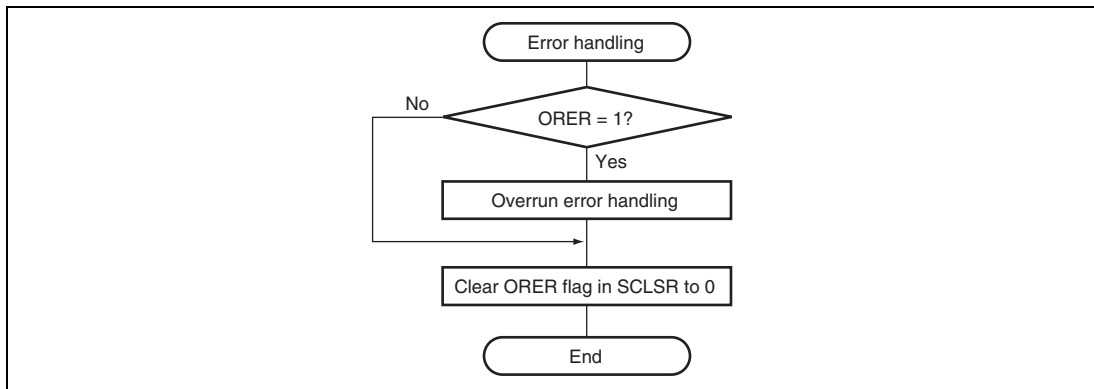 Error handling
No
ORER = 1?
Yes
Overrun error handling
Clear ORER flag in SCLSR to 0
End